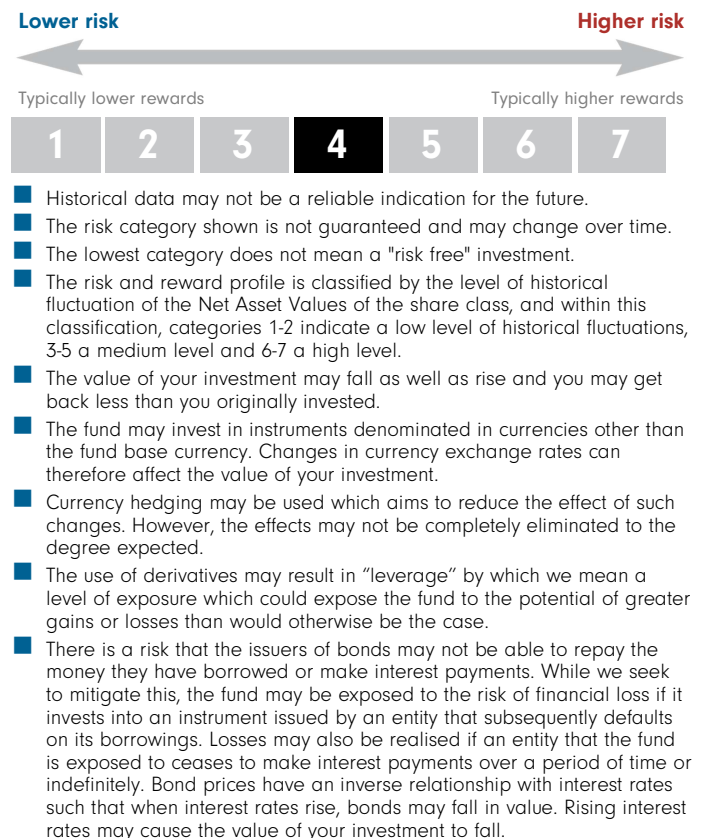 Lower risk Higher risk
Typically lower rewards Typically higher rewards
1 2 3 4 5 6 7
Historical data may not be a reliable indication for the future.
The risk category shown is not guaranteed and may change over time.
The lowest category does not mean a "risk free" investment.
The risk and reward profile is classified by the level of historical
fluctuation of the Net Asset Values of the share class, and within this
classification, categories 1-2 indicate a low level of historical fluctuations,
3-5 a medium level and 6-7 a high level.
The value of your investment may fall as well as rise and you may get
back less than you originally invested.
The fund may invest in instruments denominated in currencies other than
the fund base currency. Changes in currency exchange rates can
therefore affect the value of your investment.
Currency hedging may be used which aims to reduce the effect of such
changes. However, the effects may not be completely eliminated to the
degree expected.
The use of derivatives may result in “leverage” by which we mean a
level of exposure which could expose the fund to the potential of greater
gains or losses than would otherwise be the case.
There is a risk that the issuers of bonds may not be able to repay the
money they have borrowed or make interest payments. While we seek
to mitigate this, the fund may be exposed to the risk of financial loss if it
invests into an instrument issued by an entity that subsequently defaults
on its borrowings. Losses may also be realised if an entity that the fund
is exposed to ceases to make interest payments over a period of time or
indefinitely. Bond prices have an inverse relationship with interest rates
such that when interest rates rise, bonds may fall in value. Rising interest
rates may cause the value of your investment to fall.